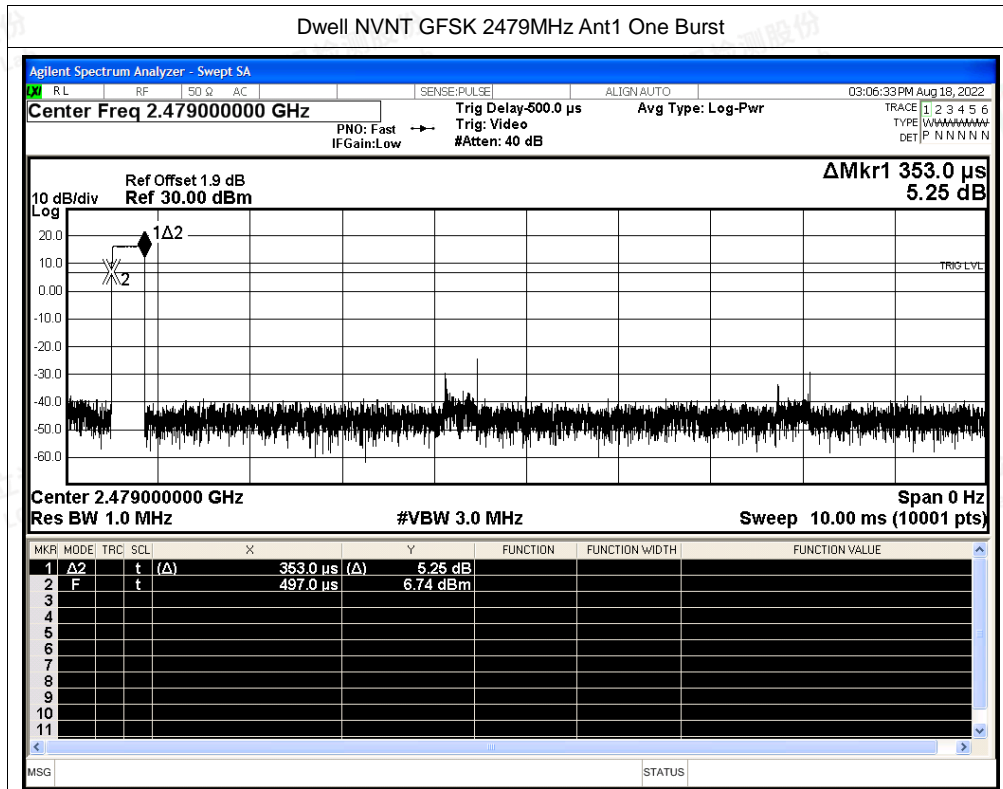 Dwell NVNT GFSK 2479MHz Ant1 One Burst
Agilent Spectrum Analyzer - Swept SA
LXI RL RF 50 Ω AC SENSE:PULSE ALIGN AUTO 03:06:33 PM Aug 18, 2022
Center Freq 2.479000000 GHz
PNO: Fast
IFGain:Low
Trig Delay-500.0 µs
Trig: Video
#Atten: 40 dB
Avg Type: Log-Pwr
TRACE 1 2 3 4 5 6
TYPE WWWWWW
DET P N N N N N
ΔMkr1 353.0 µs
5.25 dB
Ref Offset 1.9 dB
10 dB/div Ref 30.00 dBm
Log
1Δ2
2
TRIG LVL
20.0
10.0
0.00
-10.0
-20.0
-30.0
-40.0
-50.0
-60.0
Center 2.479000000 GHz Span 0 Hz
Res BW 1.0 MHz #VBW 3.0 MHz Sweep 10.00 ms (10001 pts)
MKR MODE TRC SCL X Y FUNCTION FUNCTION WIDTH FUNCTION VALUE
1 Δ2 t (Δ) 353.0 µs (Δ) 5.25 dB
2 F t 497.0 µs 6.74 dBm
3
4
5
6
7
8
9
10
11
MSG STATUS